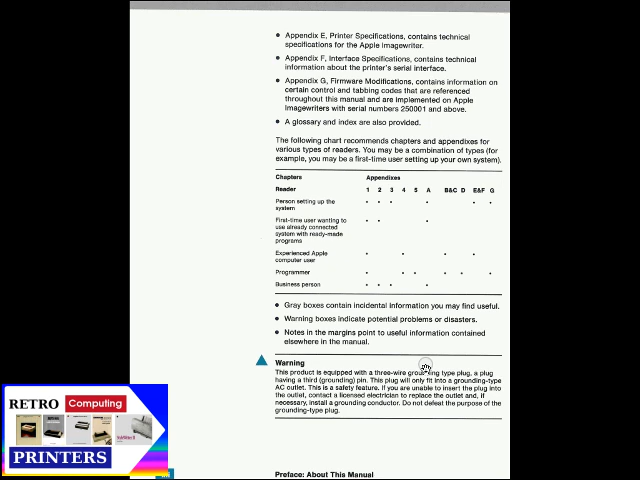 • Appendix E, Printer Specifications, contains technical
specifications for the Apple Imagewriter.
• Appendix F, Interface Specifications, contains technical
information about the printer's serial interface.
• Appendix G, Firmware Modifications, contains information on
certain control and tabbing codes that are referenced
throughout this manual and are implemented on Apple
Imagewriters with serial numbers 250001 and above.
• A glossary and index are also provided.
The following chart recommends chapters and appendixes for
various types of readers. You may be a combination of types (for
example, you may be a first-time user setting up your own system).
Chapters Appendixes
Reader 1 2 3 4 5 A B&C D E&F G
Person setting up the • • • • • •
system
First-time user wanting to • • •
use already connected
system with ready-made
programs
Experienced Apple • • • •
computer user
Programmer • • • • • •
Business person • • • •
• Gray boxes contain incidental information you may find useful.
• Warning boxes indicate potential problems or disasters.
• Notes in the margins point to useful information contained
elsewhere in the manual.
Warning
This product is equipped with a three-wire grounding type plug, a plug
having a third (grounding) pin. This plug will only fit into a grounding-type
AC outlet. This is a safety feature. If you are unable to insert the plug into
the outlet, contact a licensed electrician to replace the outlet and, if
necessary, install a grounding conductor. Do not defeat the purpose of the
grounding-type plug.
RETRO Computing
PRINTERS
Preface: About This Manual